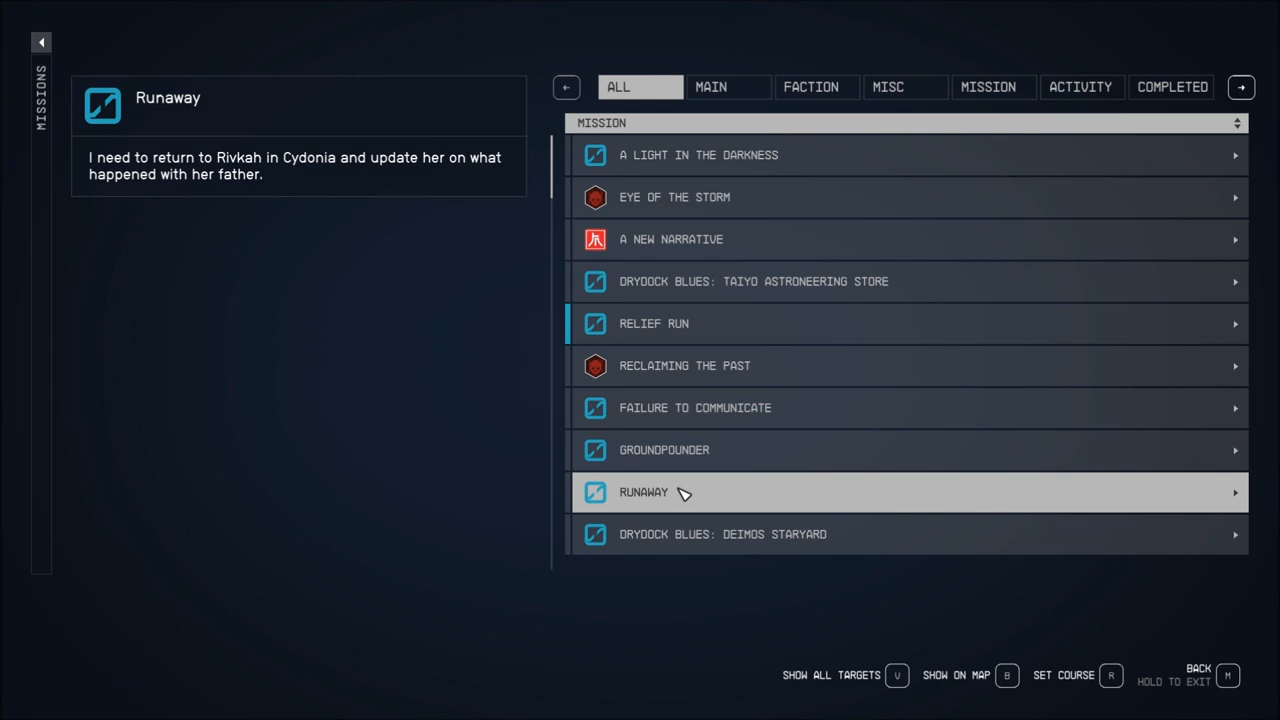 MISSIONS
Runaway
I need to return to Rivkah in Cydonia and update her on what
happened with her father.
ALL
MAIN
FACTION
MISC
MISSION
ACTIVITY
COMPLETED
MISSION
A LIGHT IN THE DARKNESS
EYE OF THE STORM
A NEW NARRATIVE
DRYDOCK BLUES: TAIYO ASTRONEERING STORE
RELIEF RUN
RECLAIMING THE PAST
FAILURE TO COMMUNICATE
GROUNDPOUNDER
RUNAWAY
DRYDOCK BLUES: DEIMOS STARYARD
SHOW ALL TARGETS V
SHOW ON MAP B
SET COURSE R
BACK
HOLD TO EXIT M